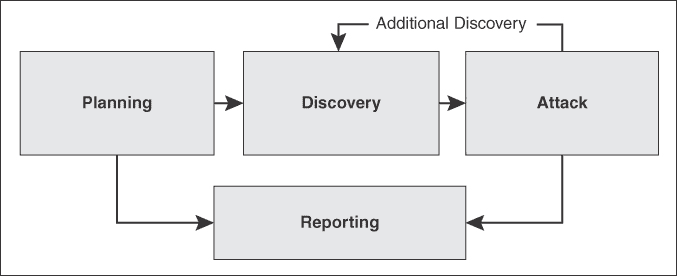 Additional Discovery
Planning
Discovery
Attack
Reporting